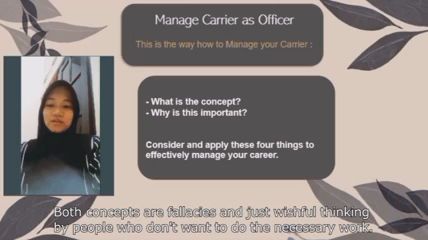 Manage Carrier as Officer
This is the way how to Manage your Carrier :
- What is the concept?
- Why is this important?
Consider and apply these four things to
effectively manage your career.
Both concepts are fallacies and just wishful thinking
by people who don't want to do the necessary work.